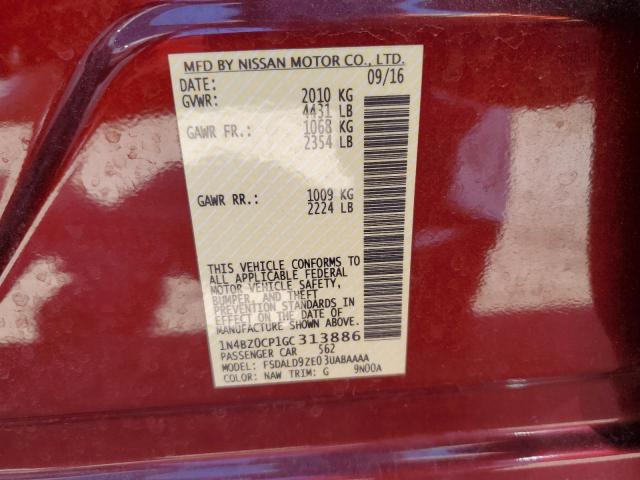 MFD BY NISSAN MOTOR CO., LTD.
DATE: 09/16
GVWR: 2010 KG
4431 LB
GAWR FR.: 1068 KG
2354 LB
GAWR RR.: 1009 KG
2224 LB
THIS VEHICLE CONFORMS TO
ALL APPLICABLE FEDERAL
MOTOR VEHICLE SAFETY,
BUMPER, AND THEFT
PREVENTION STANDARDS IN
EFFECT ON THE DATE OF
MANUFACTURE SHOWN ABOVE.
1N4BZ0CP1GC313886
PASSENGER CAR 562
MODEL: FSDALD9ZE03UABAAAA
COLOR: NAW TRIM: G 9N00A